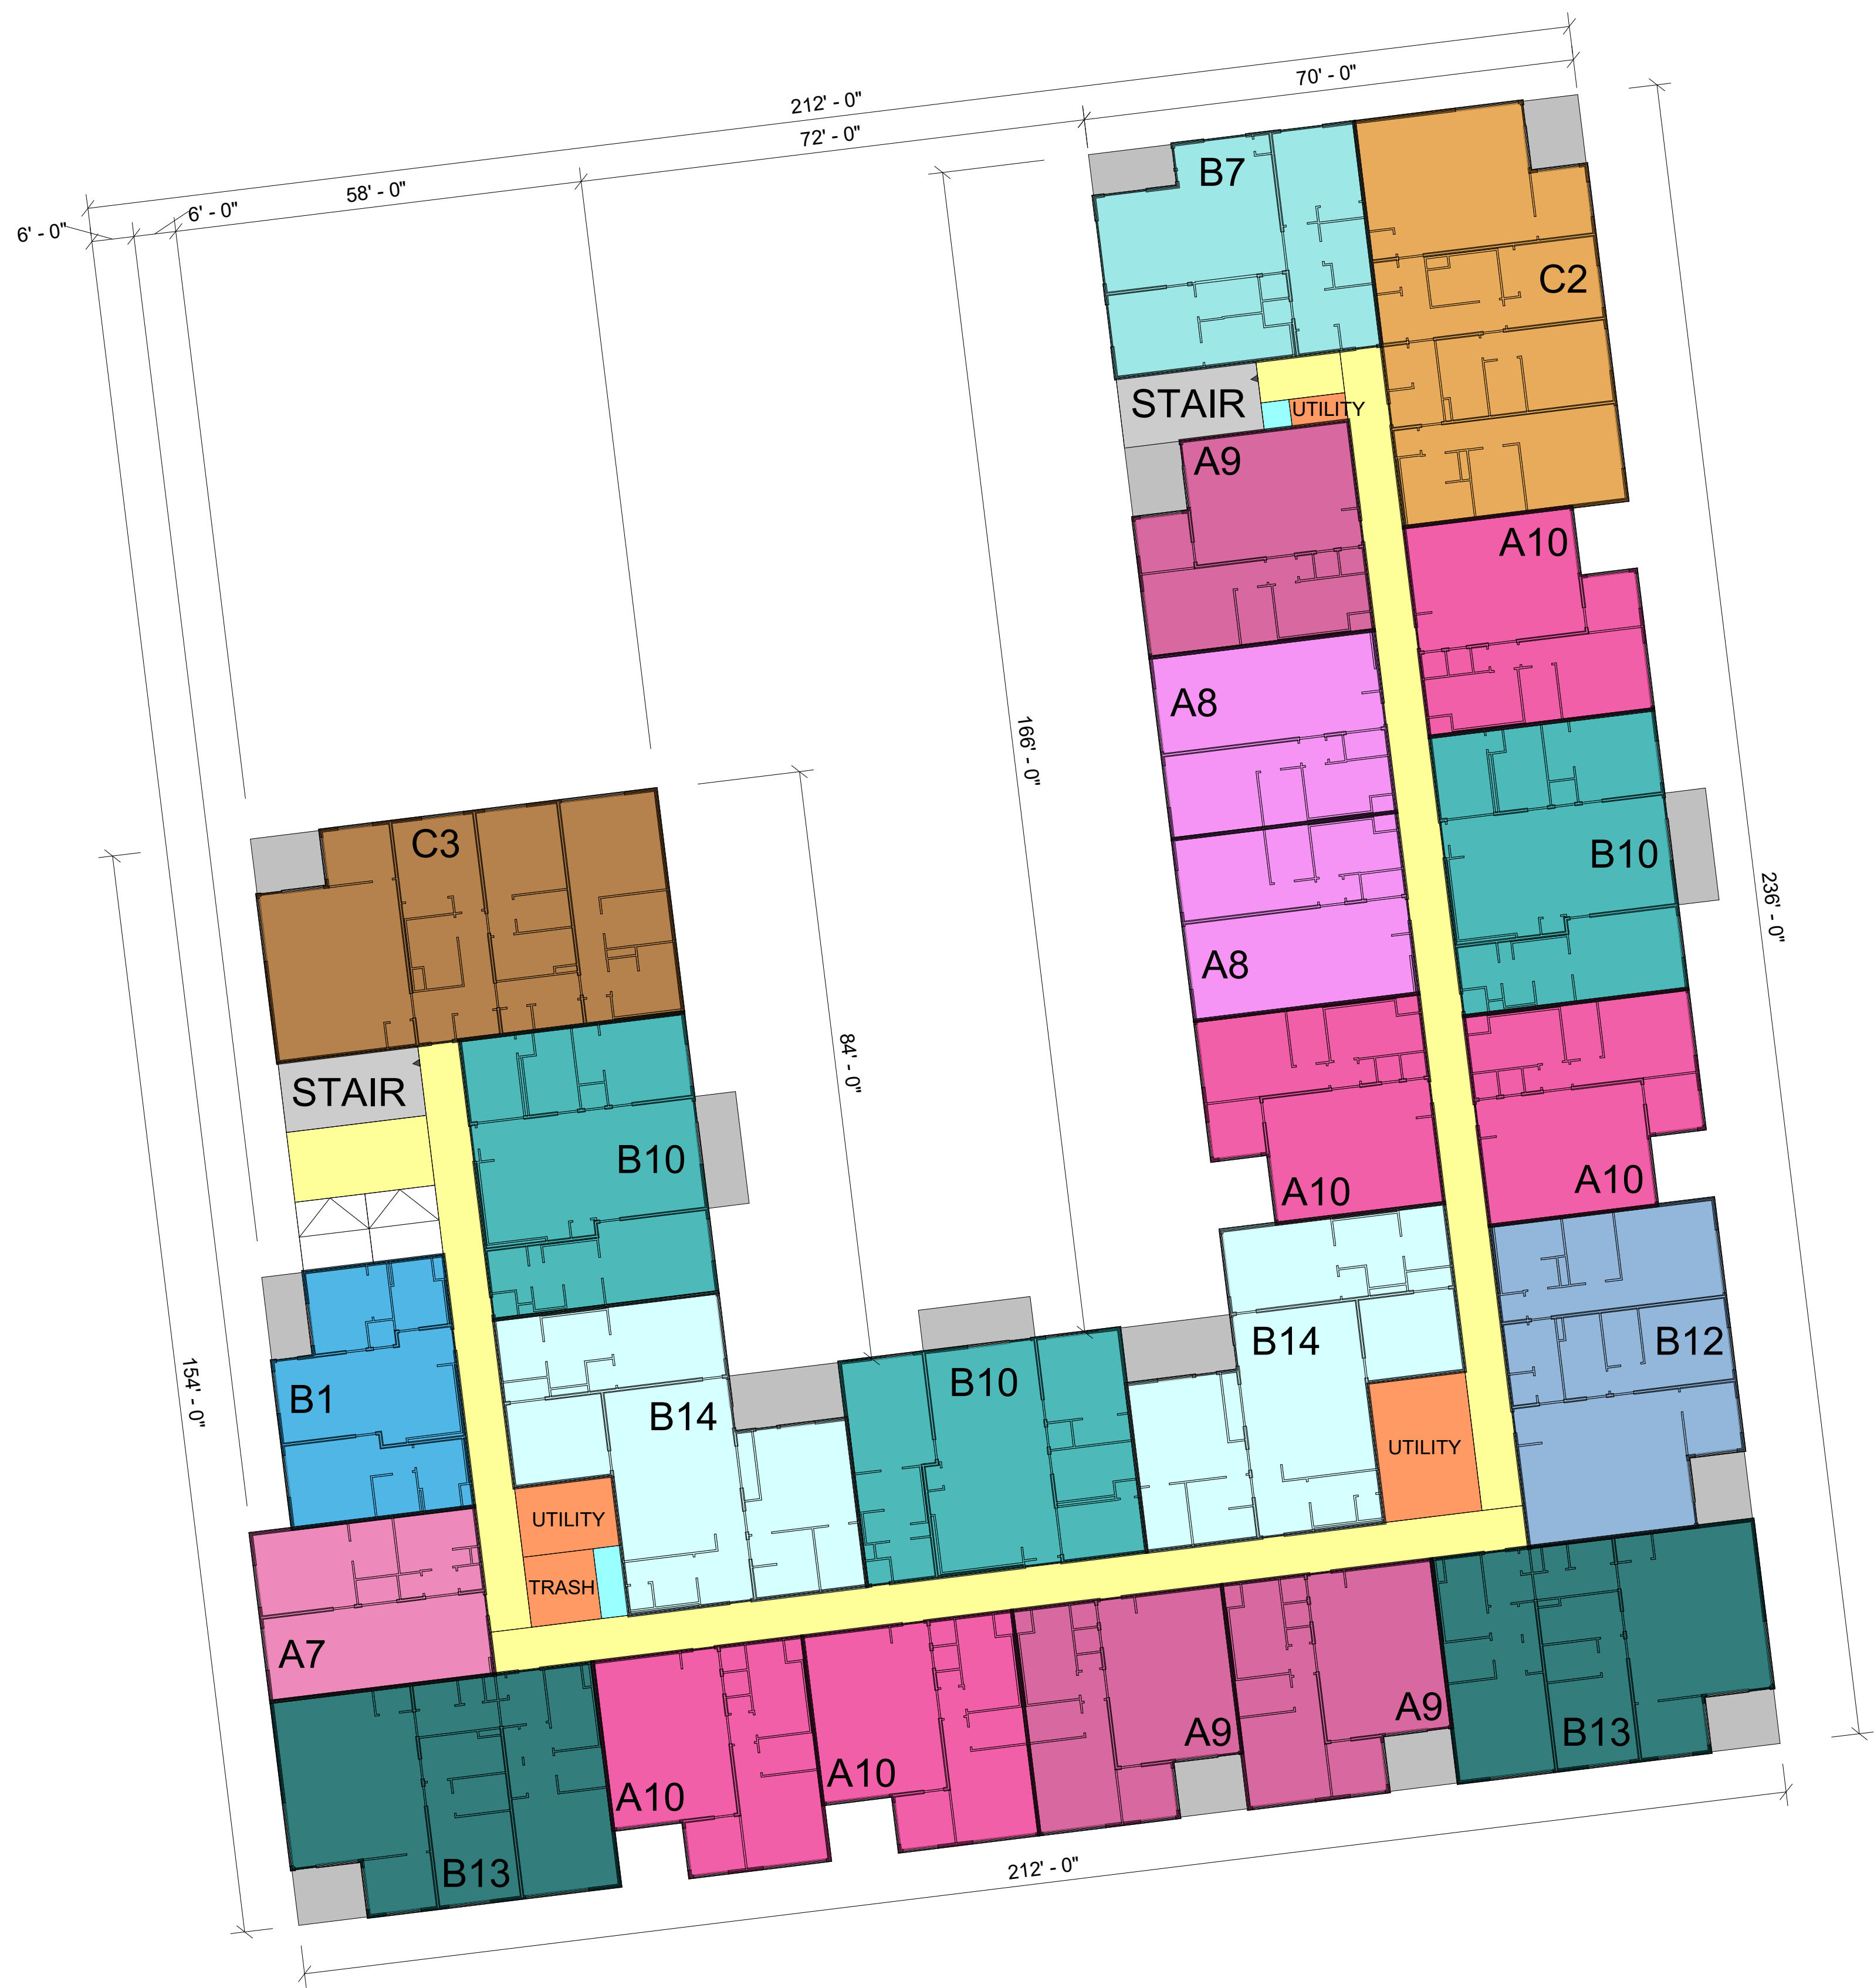 212' - 0"
70' - 0"
72' - 0"
58' - 0"
6' - 0"
6' - 0"
B7
C2
STAIR
UTILITY
A9
A10
A8
166' - 0"
C3
B10
236' - 0"
A8
84' - 0"
STAIR
B10
A10
A10
B14
B12
B10
B1
B14
154' - 0"
UTILITY
UTILITY
TRASH
A7
A9
A9
B13
A10
A10
B13
212' - 0"